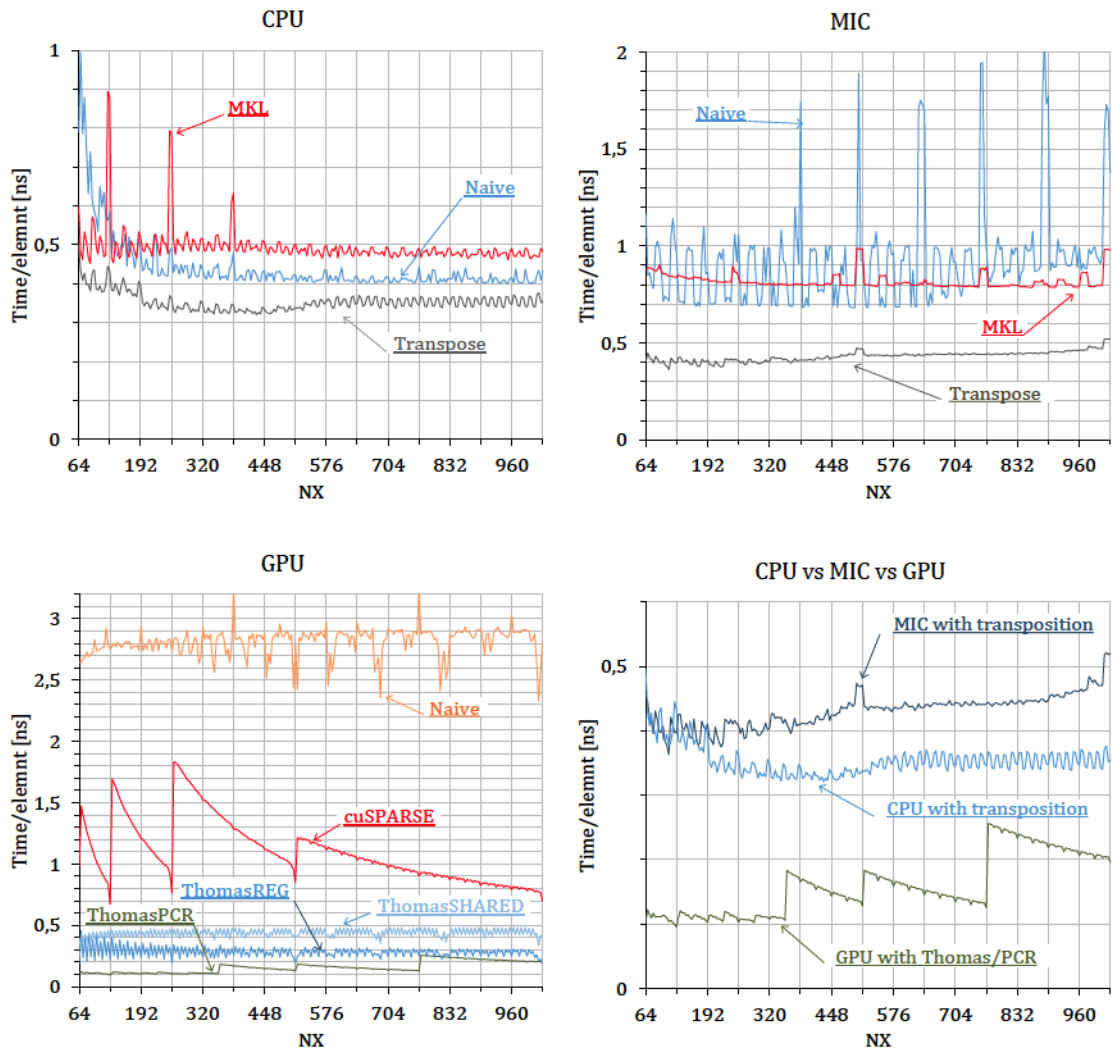 CPU
1
MKL
Naive
0,5
Transpose
0
Time/elemnt [ns]
64 192 320 448 576 704 832 960
NX
MIC
2
Naive
1,5
1
MKL
0,5
Transpose
0
Time/elemnt [ns]
64 192 320 448 576 704 832 960
NX
GPU
3
2,5
Naive
2
1,5
cuSPARSE
1
ThomasREG
ThomasPCR
ThomasSHARED
0,5
0
Time/elemnt [ns]
64 192 320 448 576 704 832 960
NX
CPU vs MIC vs GPU
MIC with transposition
0,5
CPU with transposition
GPU with Thomas/PCR
0
Time/elemnt [ns]
64 192 320 448 576 704 832 960
NX